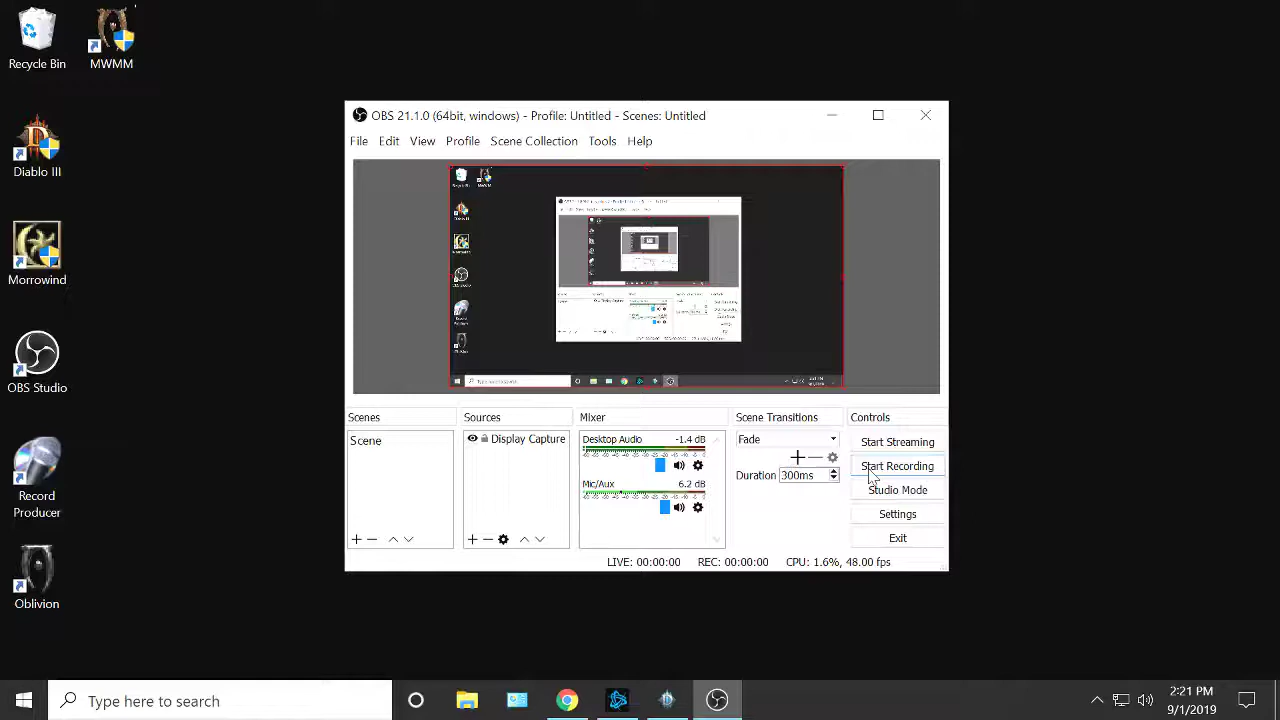 Recycle Bin
MWMM
Diablo III
Morrowind
OBS Studio
Record
Producer
Oblivion
OBS 21.1.0 (64bit, windows) - Profile: Untitled - Scenes: Untitled
File Edit View Profile Scene Collection Tools Help
Scenes
Scene
Sources
Display Capture
Mixer
Desktop Audio -1.4 dB
Mic/Aux 6.2 dB
Scene Transitions
Fade
Duration 300ms
Controls
Start Streaming
Start Recording
Studio Mode
Settings
Exit
LIVE: 00:00:00 REC: 00:00:00 CPU: 1.6%, 48.00 fps
Type here to search
2:21 PM
9/1/2019